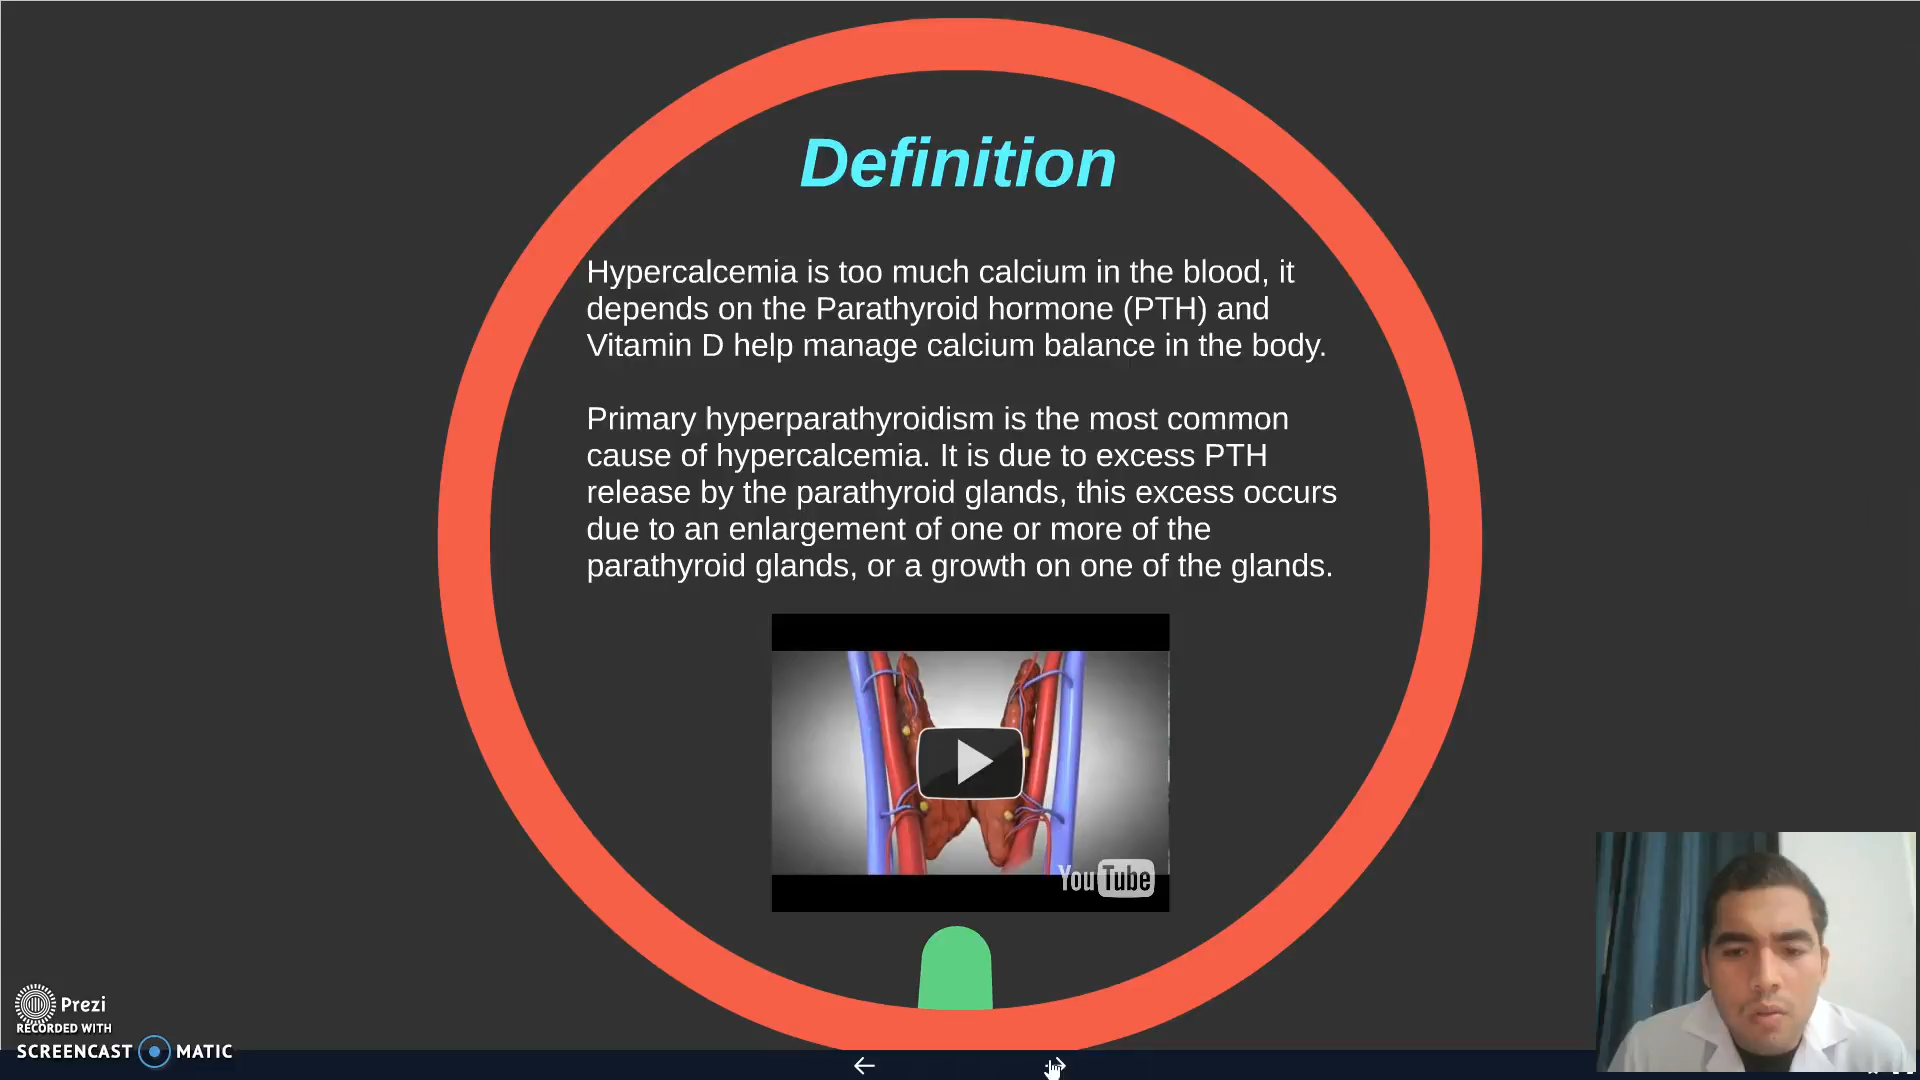 Definition
Hypercalcemia is too much calcium in the blood, it
depends on the Parathyroid hormone (PTH) and
Vitamin D help manage calcium balance in the body.
Primary hyperparathyroidism is the most common
cause of hypercalcemia. It is due to excess PTH
release by the parathyroid glands, this excess occurs
due to an enlargement of one or more of the
parathyroid glands, or a growth on one of the glands.
YouTube
Prezi
RECORDED WITH
SCREENCAST MATIC